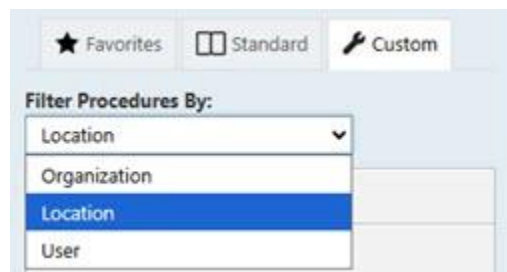 Favorites Standard Custom
Filter Procedures By:
Location
Organization
Location
User